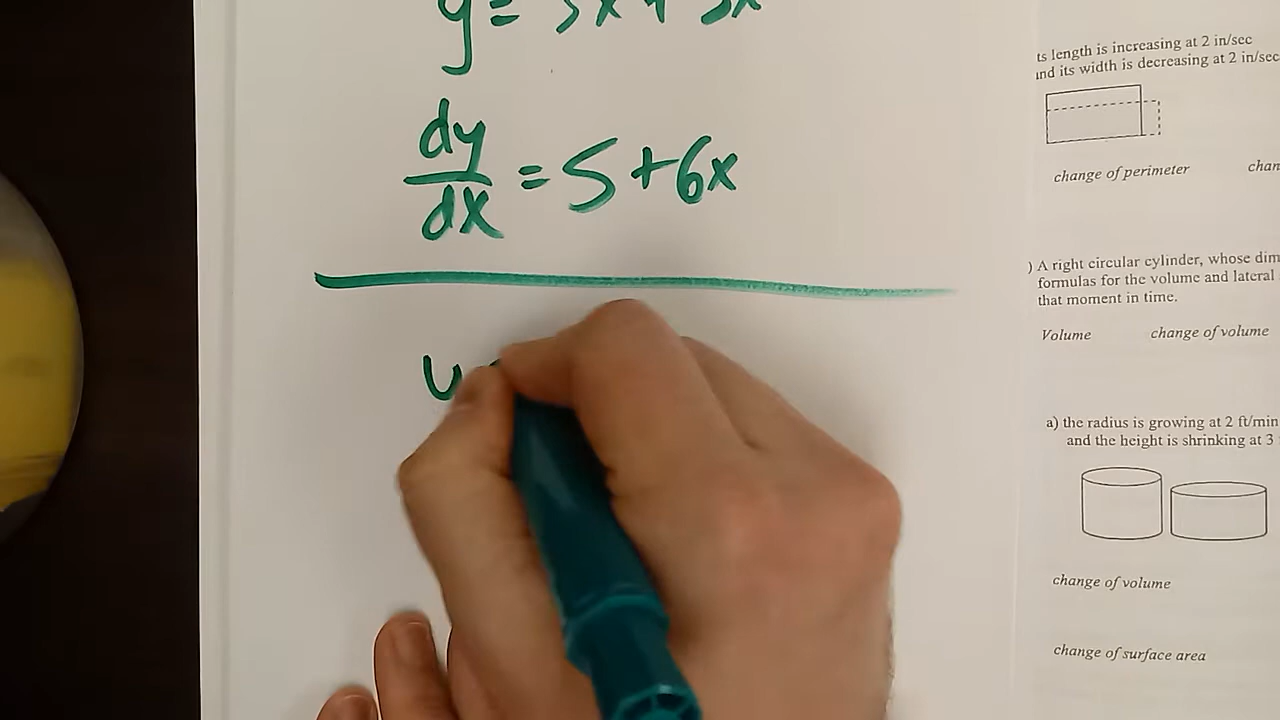 y = 5x + 3x
dy/dx = 5 + 6x
ts length is increasing at 2 in/sec
and its width is decreasing at 2 in/sec
change of perimeter
) A right circular cylinder, whose dim
formulas for the volume and lateral
that moment in time.
Volume change of volume
a) the radius is growing at 2 ft/min
and the height is shrinking at 3
change of volume
change of surface area